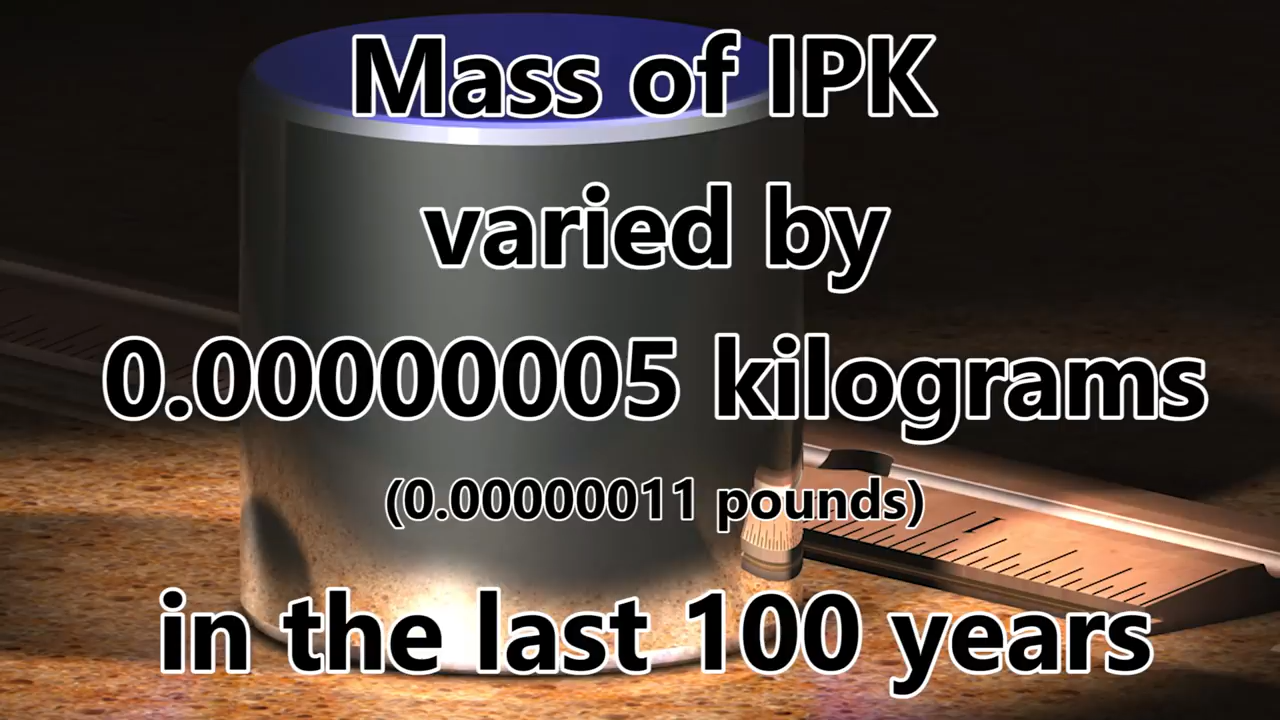 Mass of IPK
varied by
0.00000005 kilograms
(0.00000011 pounds)
in the last 100 years